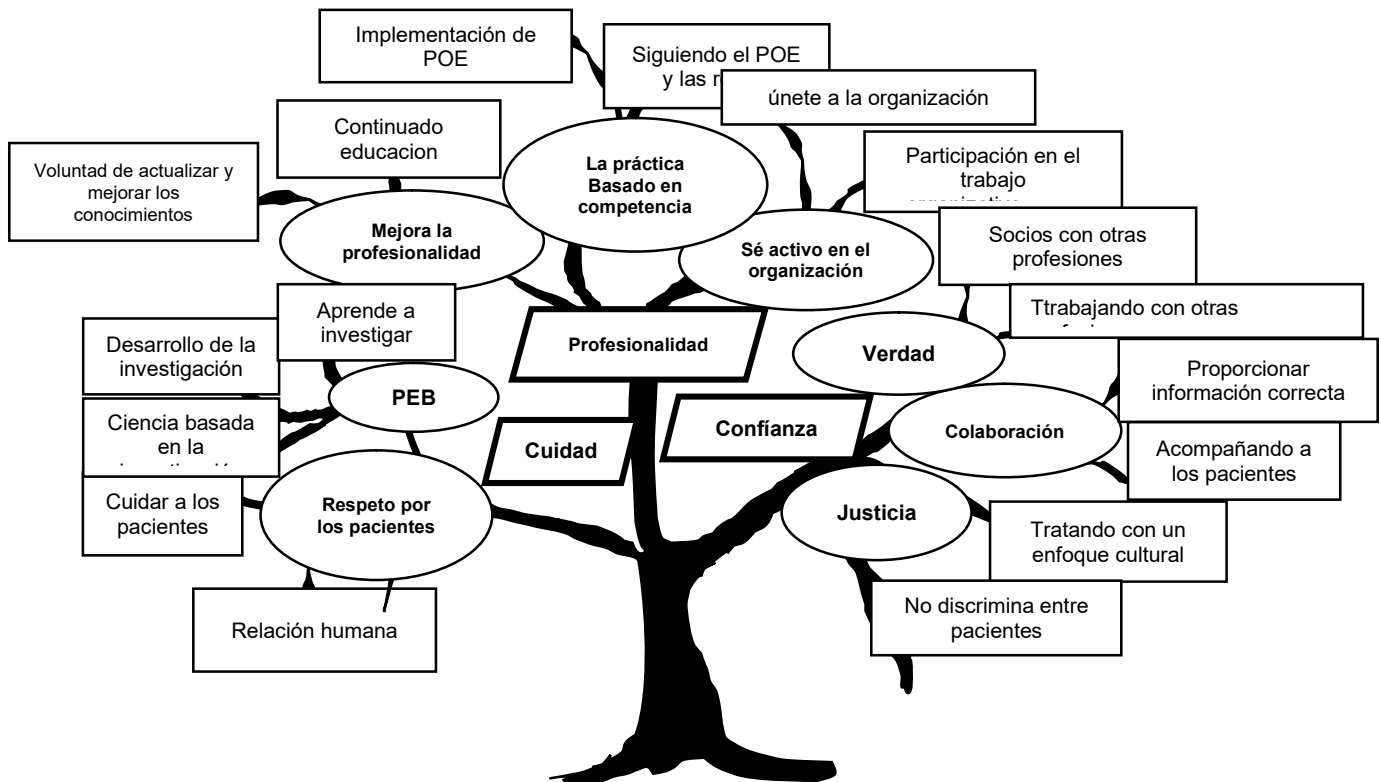 Implementación de
POE
Siguiendo el POE
y las
únete a la organización
Continuado
educacion
Voluntad de actualizar y
mejorar los
conocimientos
La práctica
Basado en
competencia
Participación en el
trabajo
Mejora la
profesionalidad
Sé activo en el
organización
Socios con otras
profesiones
Aprende a
investigar
Ttrabajando con otras
Desarrollo de la
investigación
Profesionalidad
Verdad
Proporcionar
información correcta
PEB
Ciencia basada
en la
Cuidad
Confíanza
Colaboración
Acompañando a
los pacientes
Cuidar a los
pacientes
Respeto por
los pacientes
Justicia
Tratando con un
enfoque cultural
No discrimina entre
pacientes
Relación humana